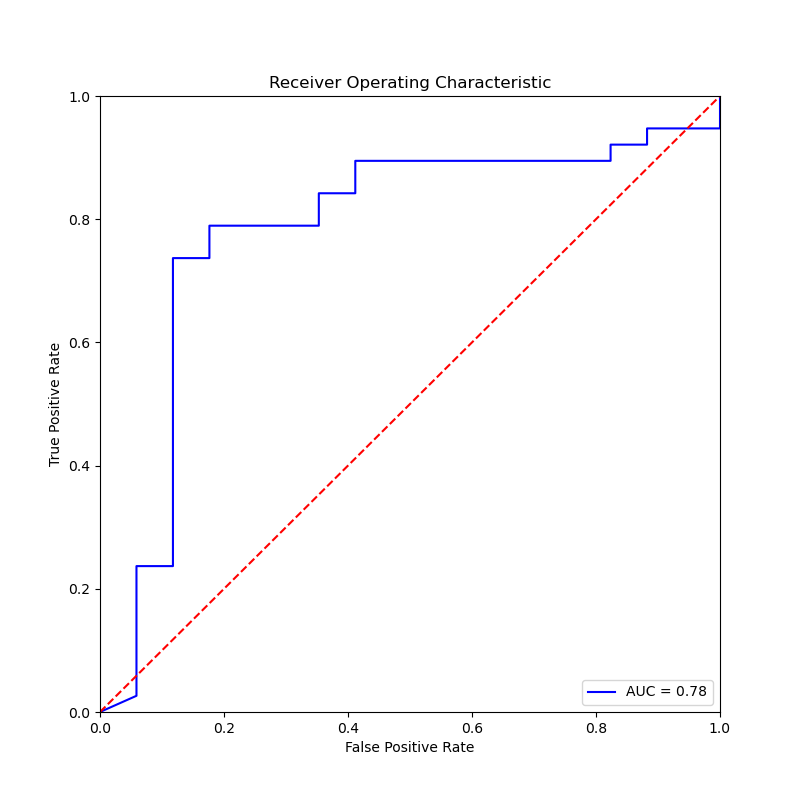 Receiver Operating Characteristic
1.0
0.8
0.6
0.4
0.2
0.0
True Positive Rate
AUC = 0.78
0.0 0.2 0.4 0.6 0.8 1.0
False Positive Rate